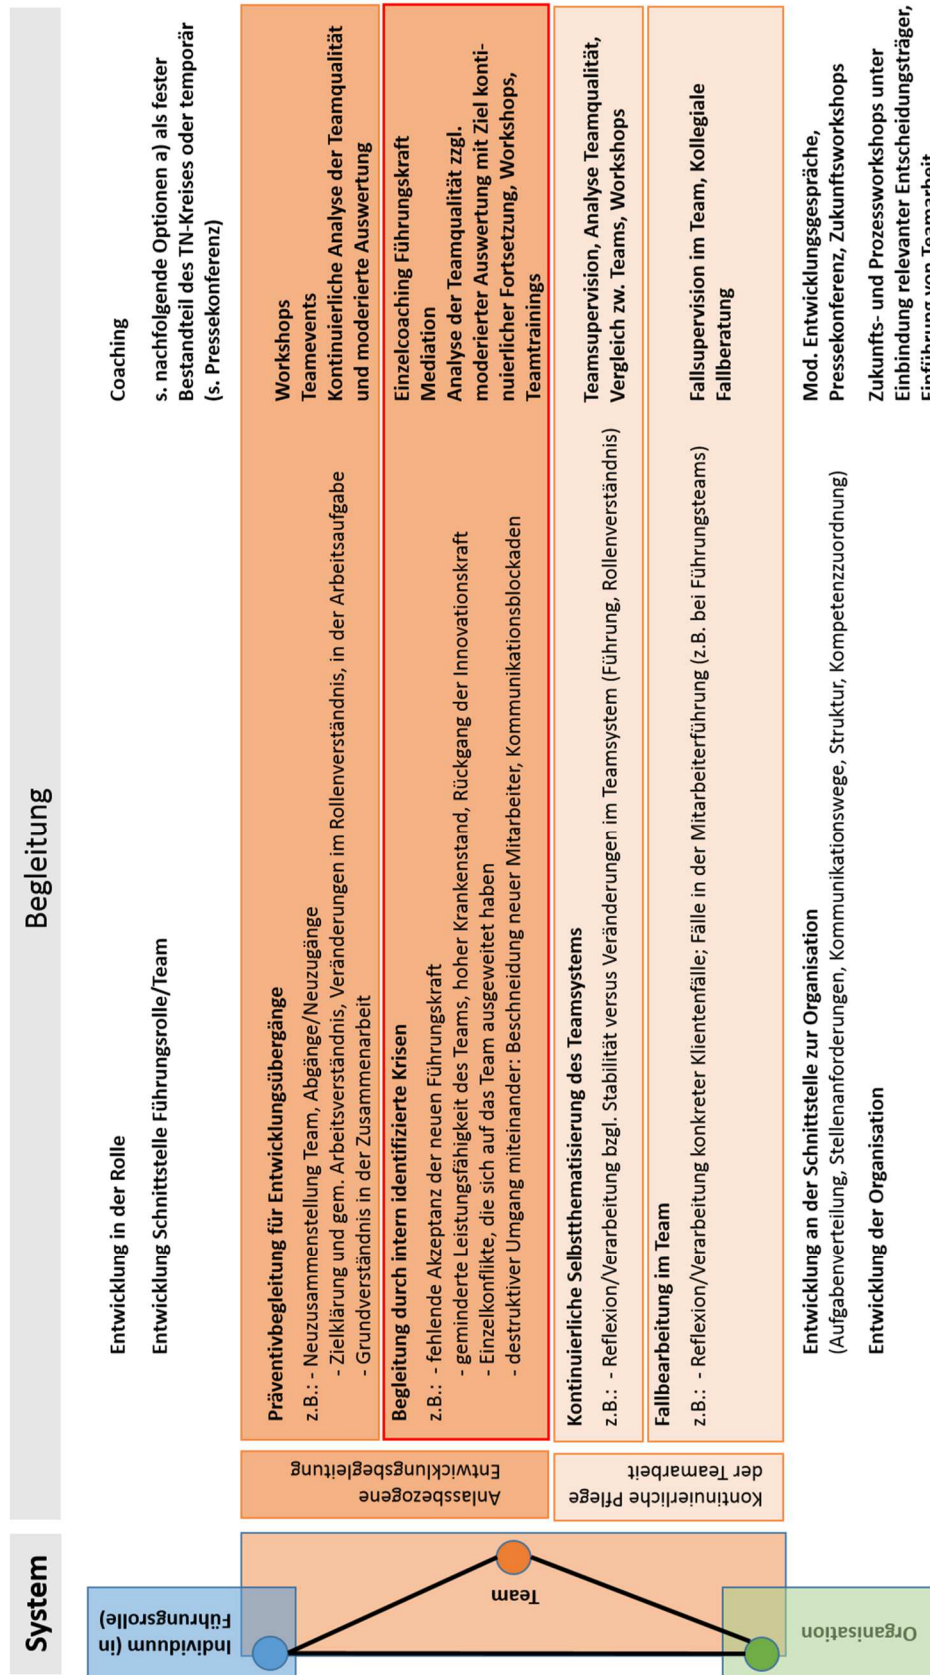 System
Begleitung
Individuum (in
Führungsrolle)
Entwicklung in der Rolle
Coaching
Entwicklung Schnittstelle Führungsrolle/Team
s. nachfolgende Optionen a) als fester
Bestandteil des TN-Kreises oder temporär
(s. Pressekonferenz)
Team
Anlassbezogene
Entwicklungsbegleitung
Präventivbegleitung für Entwicklungsübergänge
z.B.: - Neuzusammenstellung Team, Abgänge/Neuzugänge
- Zielklärung und gem. Arbeitsverständnis, Veränderungen im Rollenverständnis, in der Arbeitsaufgabe
- Grundverständnis in der Zusammenarbeit
Workshops
Teamevents
Kontinuierliche Analyse der Teamqualität
und moderierte Auswertung
Begleitung durch intern identifizierte Krisen
z.B.: - fehlende Akzeptanz der neuen Führungskraft
- geminderte Leistungsfähigkeit des Teams, hoher Krankenstand, Rückgang der Innovationskraft
- Einzelkonflikte, die sich auf das Team ausgeweitet haben
- destruktiver Umgang miteinander: Beschneidung neuer Mitarbeiter, Kommunikationsblockaden
Einzelcoaching Führungskraft
Mediation
Analyse der Teamqualität zzgl.
moderierter Auswertung mit Ziel konti-
nuierlicher Fortsetzung, Workshops,
Teamtrainings
Kontinuierliche Pflege
der Teamarbeit
Kontinuierliche Selbstthematisierung des Teamsystems
z.B.: - Reflexion/Verarbeitung bzgl. Stabilität versus Veränderungen im Teamsystem (Führung, Rollenverständnis)
Teamsupervision, Analyse Teamqualität,
Vergleich zw. Teams, Workshops
Fallbearbeitung im Team
z.B.: - Reflexion/Verarbeitung konkreter Klientenfälle; Fälle in der Mitarbeiterführung (z.B. bei Führungsteams)
Fallsupervision im Team, Kollegiale
Fallberatung
Organisation
Entwicklung an der Schnittstelle zur Organisation
(Aufgabenverteilung, Stellenanforderungen, Kommunikationswege, Struktur, Kompetenzzuordnung)
Mod. Entwicklungsgespräche,
Pressekonferenz, Zukunftsworkshops
Entwicklung der Organisation
Zukunfts- und Prozessworkshops unter
Einbindung relevanter Entscheidungsträger,
Einführung von Teamarbeit